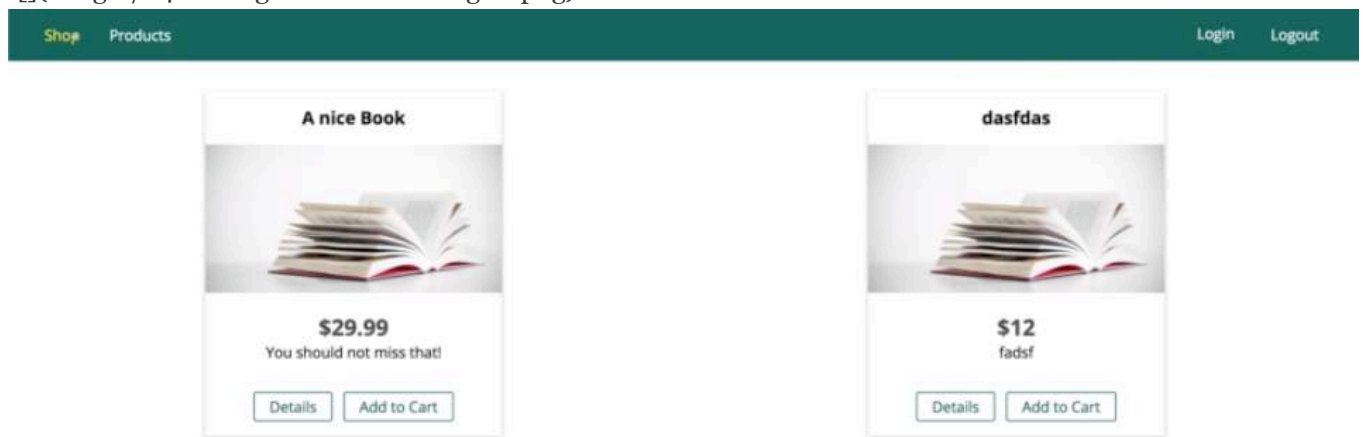 Shop Products Login Logout
A nice Book dasfdas
$29.99 $12
You should not miss that! fadsf
Details Add to Cart Details Add to Cart